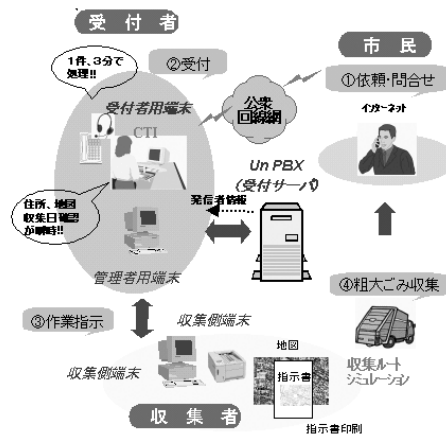 受 付 者
1件、3分で
処理!!
②受付
受付者用端末
CTI
公衆
回線網
市 民
①依頼・問合せ
インターネット
Un PBX
(受付サーバ)
発信者情報
住所、地図
収集日確認
が瞬時!!
管理者用端末
③作業指示
収集側端末
収集側端末
地図
指示書
指示書印刷
④粗大ごみ収集
収集ルート
シミュレーション
収 集 者